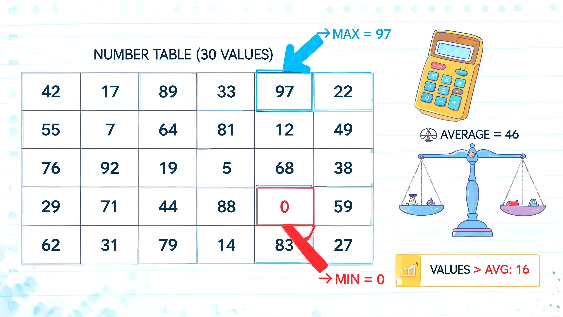 →MAX = 97
NUMBER TABLE (30 VALUES)
42 17 89 33 97 22
55 7 64 81 12 49
76 92 19 5 68 38
29 71 44 88 0 59
62 31 79 14 83 27
AVERAGE = 46
VALUES > AVG: 16
→MIN = 0